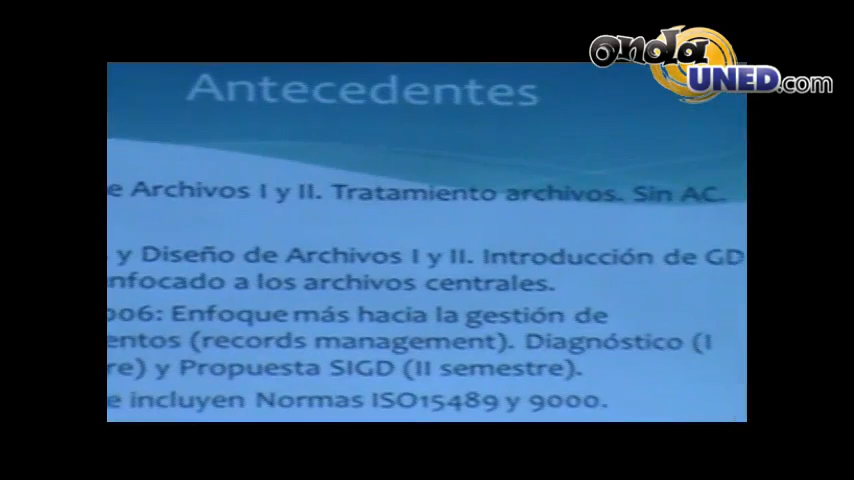 onda
UNED.com
Antecedentes
e Archivos I y II. Tratamiento archivos. Sin AC.
y Diseño de Archivos I y II. Introducción de GD
nfocado a los archivos centrales.
006: Enfoque más hacia la gestión de
entos (records management). Diagnóstico (I
re) y Propuesta SIGD (II semestre).
e incluyen Normas ISO15489 y 9000.